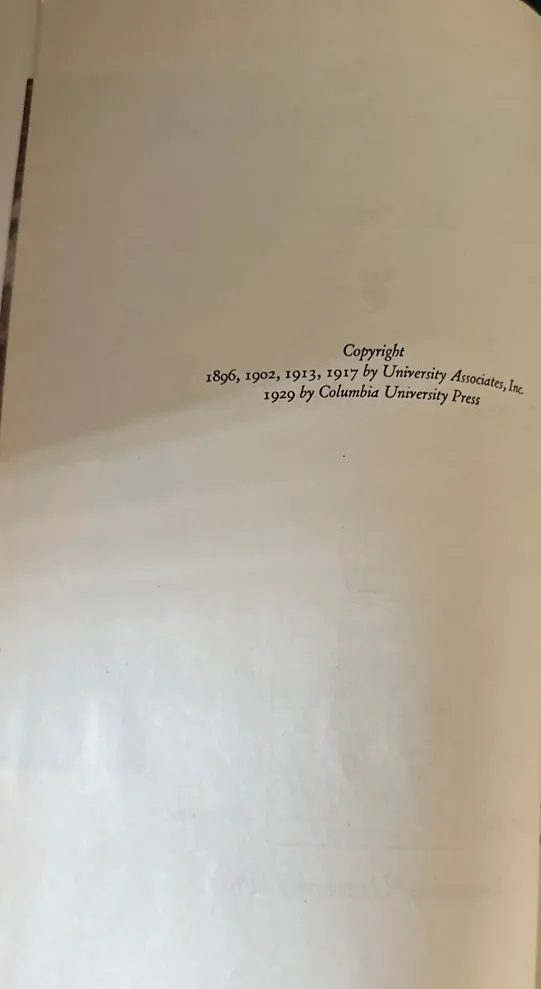 Copyright
1896, 1902, 1913, 1917 by University Associates, Inc.
1929 by Columbia University Press